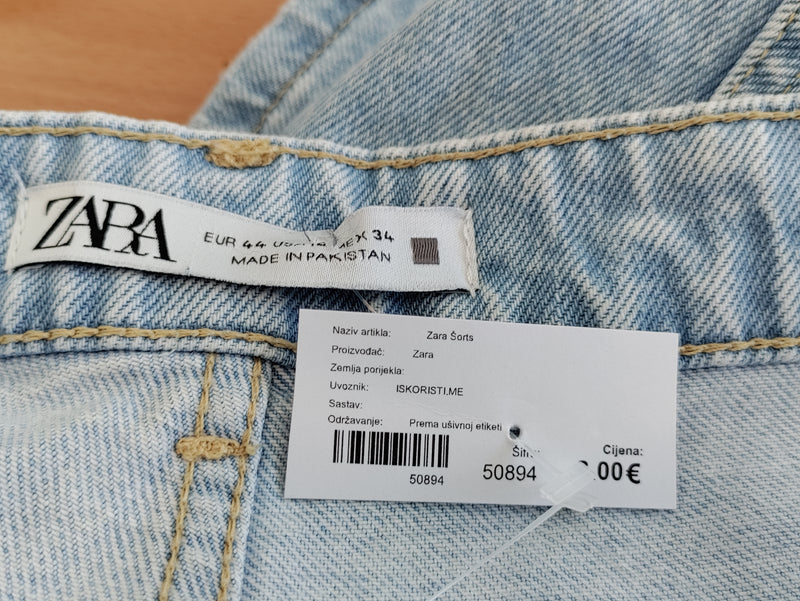 ZARA
EUR 44 MEX 34
MADE IN PAKISTAN
Naziv artikla: Zara Šorts
Proizvođač: Zara
Zemlja porijekla:
Uvoznik: ISKORISTI.ME
Sastav:
Održavanje: Prema ušivnoj etiketi
Cijena:
50894
50894
.00€